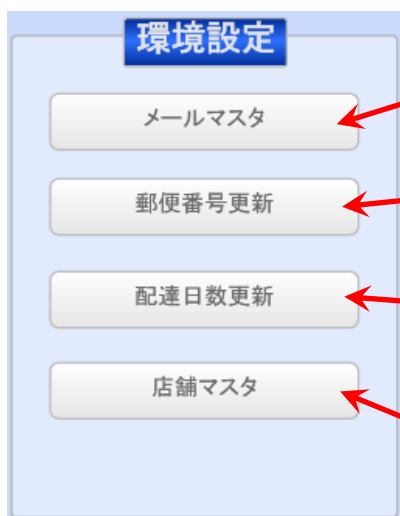 環境設定
メールマスタ
郵便番号更新
配達日数更新
店舗マスタ